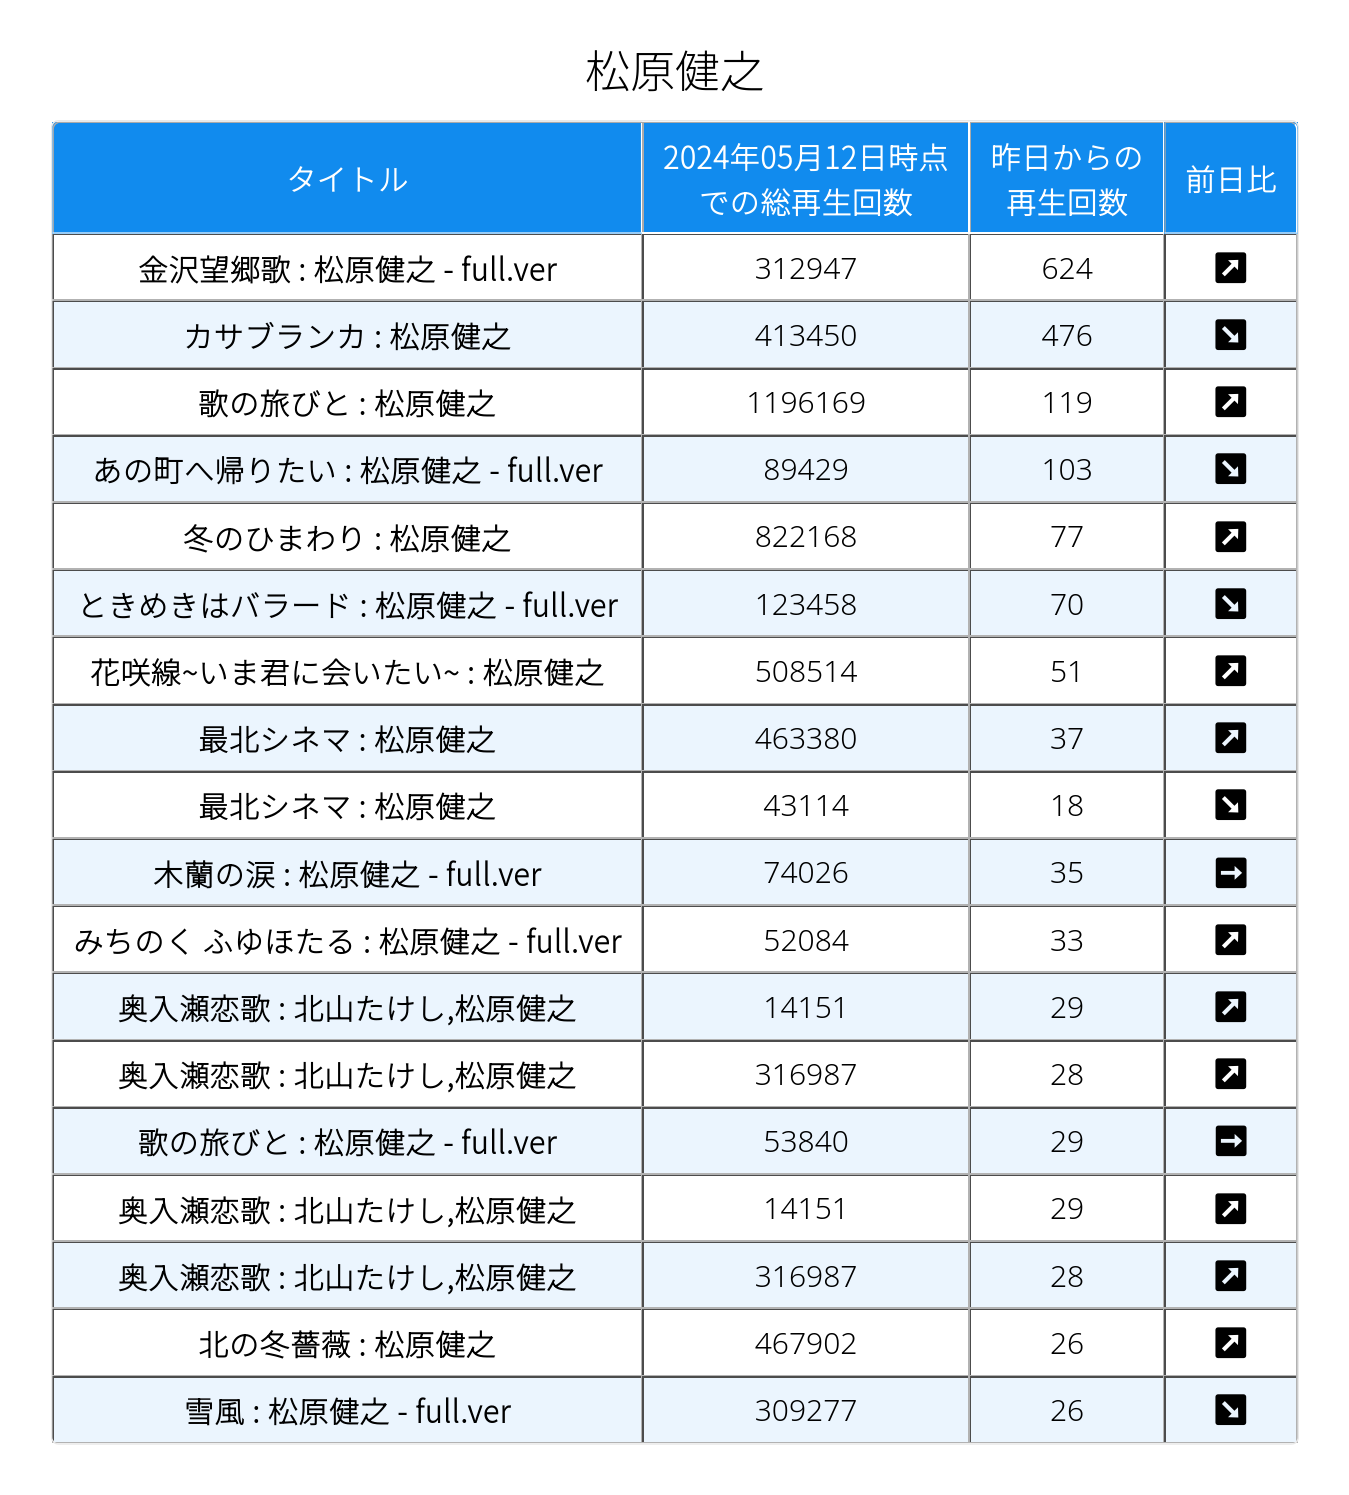 松原健之
タイトル 2024年05月12日時点での総再生回数 昨日からの再生回数 前日比
金沢望郷歌 : 松原健之 - full.ver 312947 624 ↗
カサブランカ : 松原健之 413450 476 ↘
歌の旅びと : 松原健之 1196169 119 ↗
あの町へ帰りたい : 松原健之 - full.ver 89429 103 ↘
冬のひまわり : 松原健之 822168 77 ↗
ときめきはバラード : 松原健之 - full.ver 123458 70 ↘
花咲線~いま君に会いたい~ : 松原健之 508514 51 ↗
最北シネマ : 松原健之 463380 37 ↗
最北シネマ : 松原健之 43114 18 ↘
木蘭の涙 : 松原健之 - full.ver 74026 35 →
みちのく ふゆほたる : 松原健之 - full.ver 52084 33 ↗
奥入瀬恋歌 : 北山たけし,松原健之 14151 29 ↗
奥入瀬恋歌 : 北山たけし,松原健之 316987 28 ↗
歌の旅びと : 松原健之 - full.ver 53840 29 →
奥入瀬恋歌 : 北山たけし,松原健之 14151 29 ↗
奥入瀬恋歌 : 北山たけし,松原健之 316987 28 ↗
北の冬薔薇 : 松原健之 467902 26 ↗
雪風 : 松原健之 - full.ver 309277 26 ↘